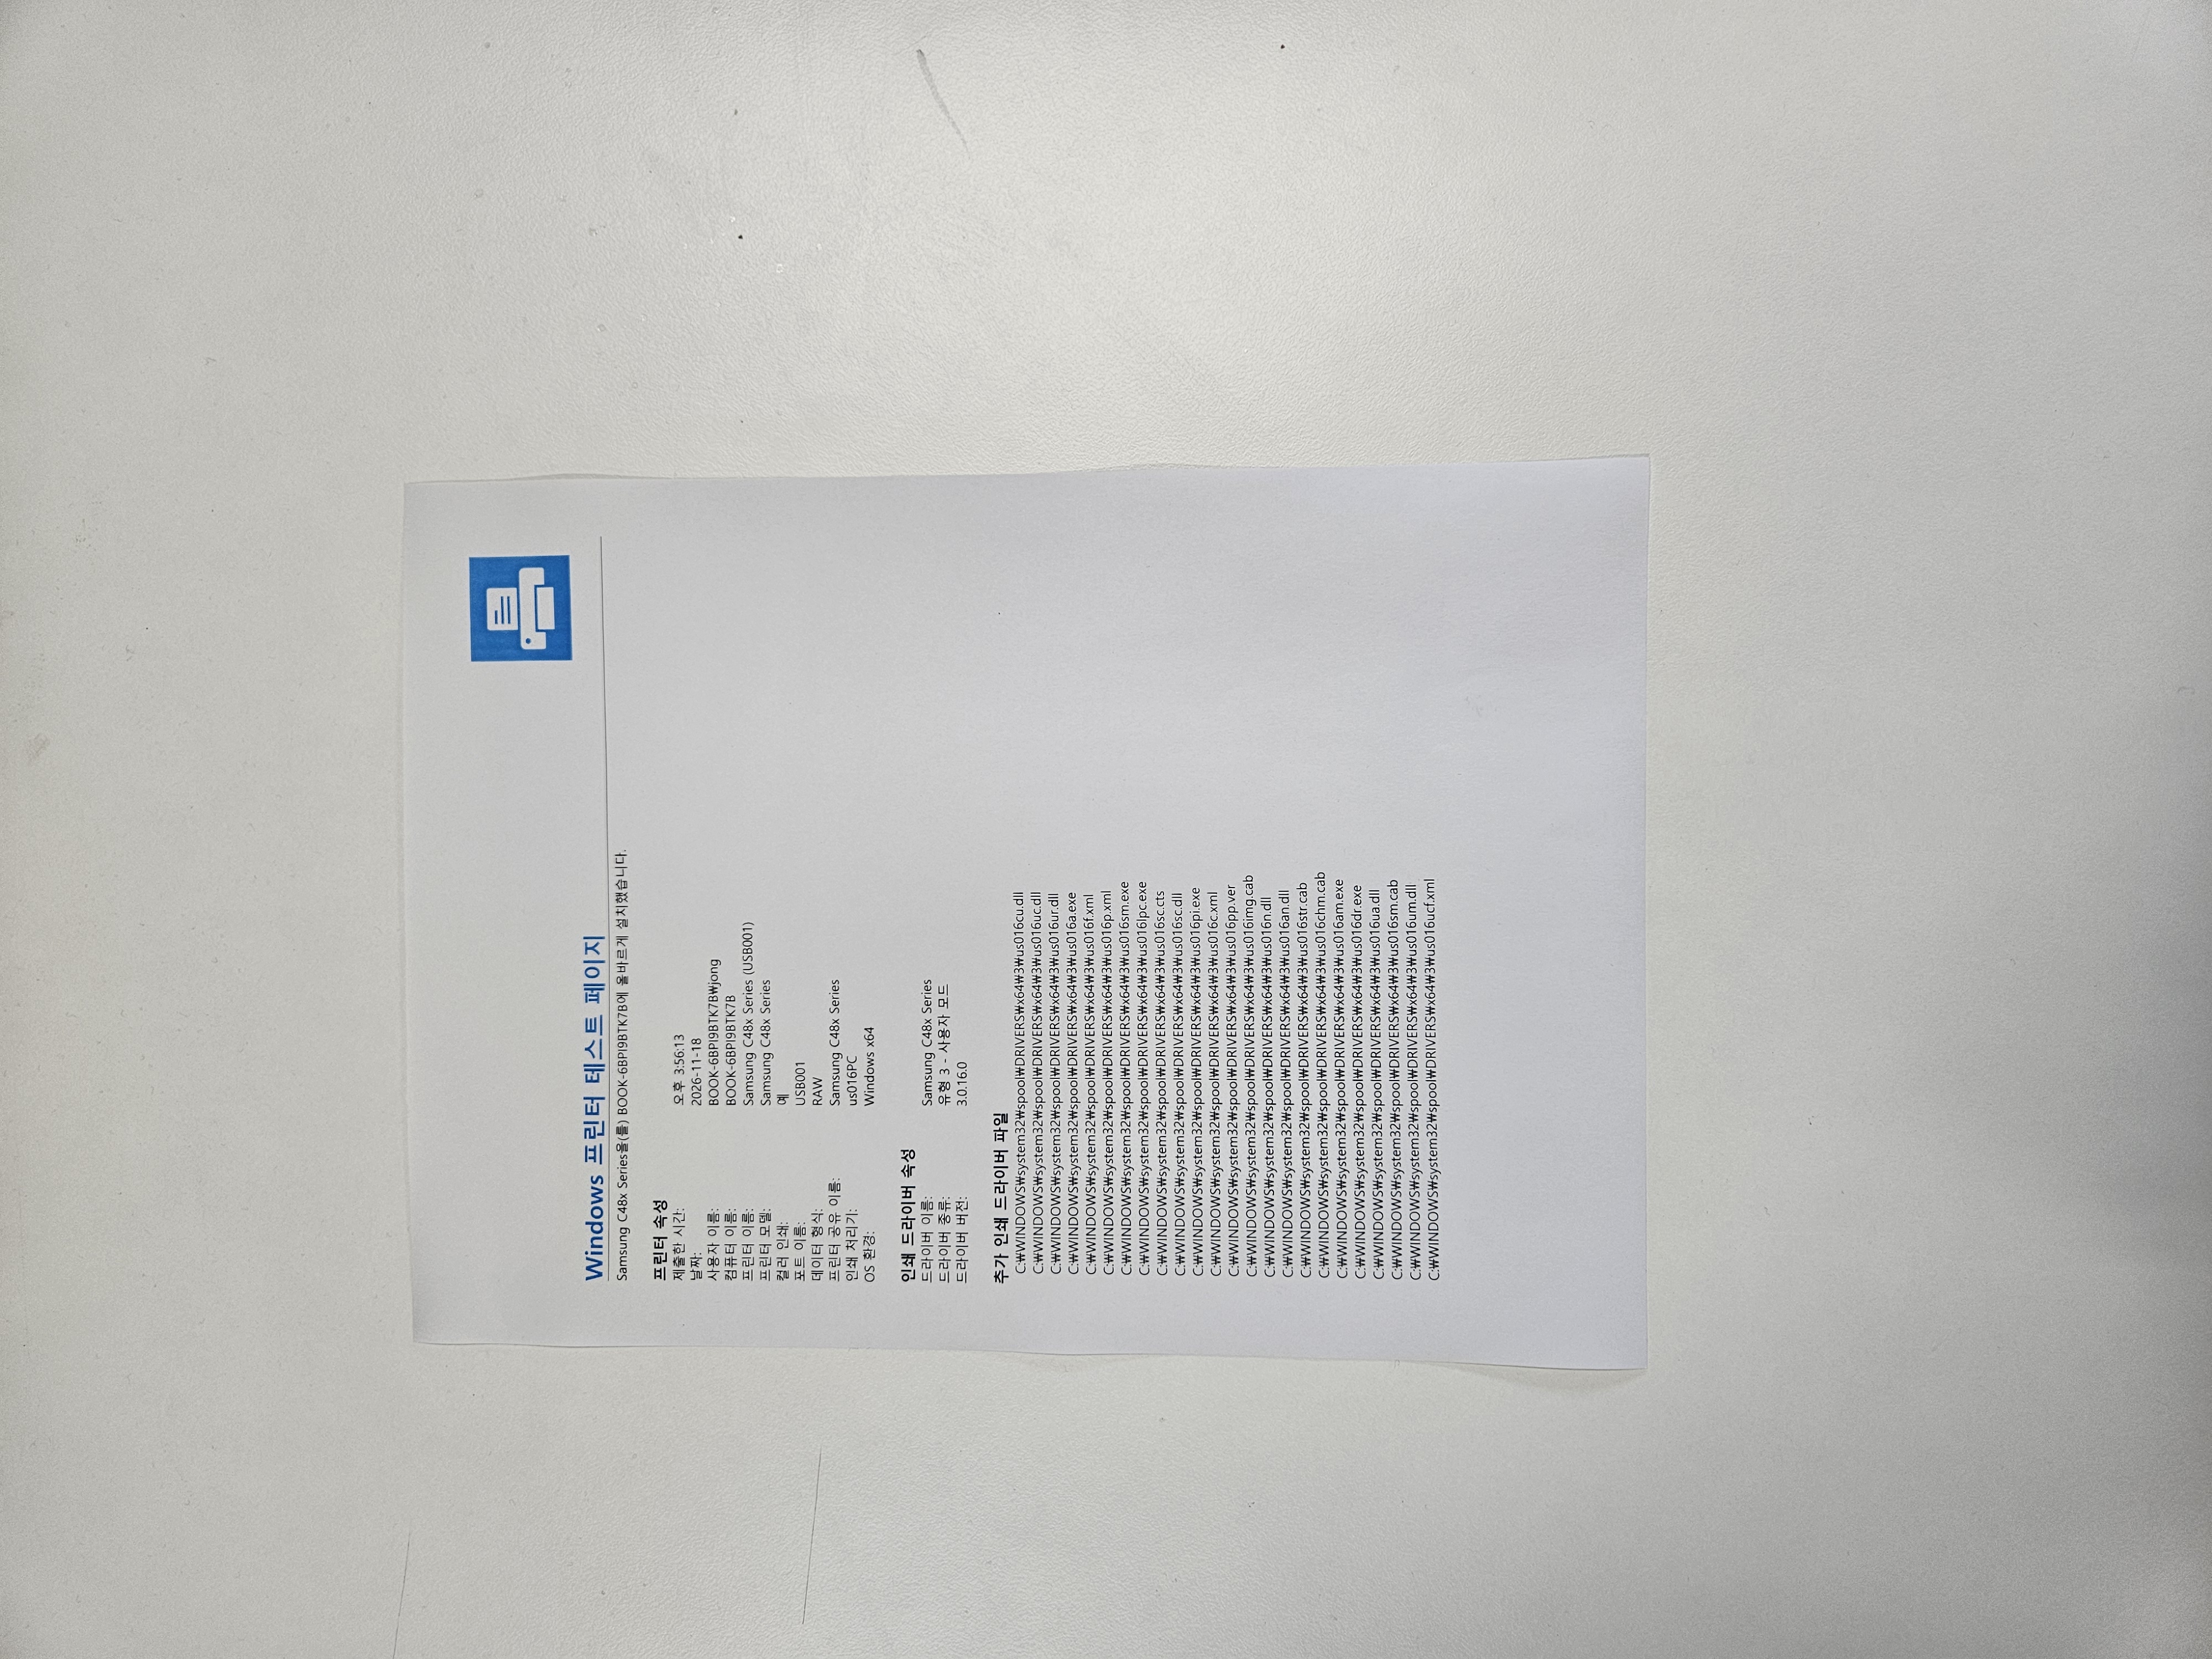 Windows 프린터 테스트 페이지
Samsung C48x Series을(를) BOOK-6BPI9BTK7B에 올바르게 설치했습니다.
프린터 속성
제출한 시간: 오후 3:56:13
날짜: 2026-11-18
사용자 이름: BOOK-6BPI9BTK7B₩jong
컴퓨터 이름: BOOK-6BPI9BTK7B
프린터 이름: Samsung C48x Series (USB001)
프린터 모델: Samsung C48x Series
컬러 인쇄: 예
포트 이름: USB001
데이터 형식: RAW
프린터 공유 이름: Samsung C48x Series
인쇄 처리기: us016PC
OS 환경: Windows x64
인쇄 드라이버 속성
드라이버 이름: Samsung C48x Series
드라이버 종류: 유형 3 - 사용자 모드
드라이버 버전: 3.0.16.0
추가 인쇄 드라이버 파일
C:₩WINDOWS₩system32₩spool₩DRIVERS₩x64₩3₩us016cu.dll
C:₩WINDOWS₩system32₩spool₩DRIVERS₩x64₩3₩us016uc.dll
C:₩WINDOWS₩system32₩spool₩DRIVERS₩x64₩3₩us016ur.dll
C:₩WINDOWS₩system32₩spool₩DRIVERS₩x64₩3₩us016a.exe
C:₩WINDOWS₩system32₩spool₩DRIVERS₩x64₩3₩us016f.xml
C:₩WINDOWS₩system32₩spool₩DRIVERS₩x64₩3₩us016p.xml
C:₩WINDOWS₩system32₩spool₩DRIVERS₩x64₩3₩us016sm.exe
C:₩WINDOWS₩system32₩spool₩DRIVERS₩x64₩3₩us016lpc.exe
C:₩WINDOWS₩system32₩spool₩DRIVERS₩x64₩3₩us016sc.cts
C:₩WINDOWS₩system32₩spool₩DRIVERS₩x64₩3₩us016sc.dll
C:₩WINDOWS₩system32₩spool₩DRIVERS₩x64₩3₩us016pi.exe
C:₩WINDOWS₩system32₩spool₩DRIVERS₩x64₩3₩us016c.xml
C:₩WINDOWS₩system32₩spool₩DRIVERS₩x64₩3₩us016pp.ver
C:₩WINDOWS₩system32₩spool₩DRIVERS₩x64₩3₩us016img.cab
C:₩WINDOWS₩system32₩spool₩DRIVERS₩x64₩3₩us016n.dll
C:₩WINDOWS₩system32₩spool₩DRIVERS₩x64₩3₩us016an.dll
C:₩WINDOWS₩system32₩spool₩DRIVERS₩x64₩3₩us016str.cab
C:₩WINDOWS₩system32₩spool₩DRIVERS₩x64₩3₩us016chm.cab
C:₩WINDOWS₩system32₩spool₩DRIVERS₩x64₩3₩us016am.exe
C:₩WINDOWS₩system32₩spool₩DRIVERS₩x64₩3₩us016dr.exe
C:₩WINDOWS₩system32₩spool₩DRIVERS₩x64₩3₩us016ua.dll
C:₩WINDOWS₩system32₩spool₩DRIVERS₩x64₩3₩us016sm.cab
C:₩WINDOWS₩system32₩spool₩DRIVERS₩x64₩3₩us016um.dll
C:₩WINDOWS₩system32₩spool₩DRIVERS₩x64₩3₩us016ucf.xml